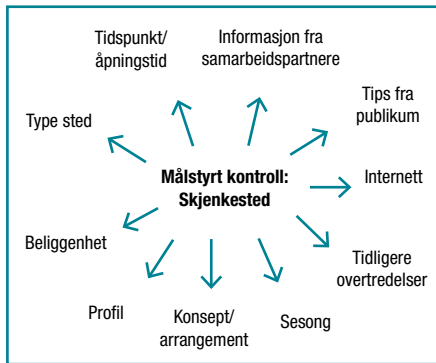 Tidspunkt/
åpningstid
Informasjon fra
samarbeidspartnere
Tips fra
publikum
Type sted
Målstyrt kontroll:
Skjenkested
Internett
Beliggenhet
Tidligere
overtredelser
Profil
Konsept/
arrangement
Sesong